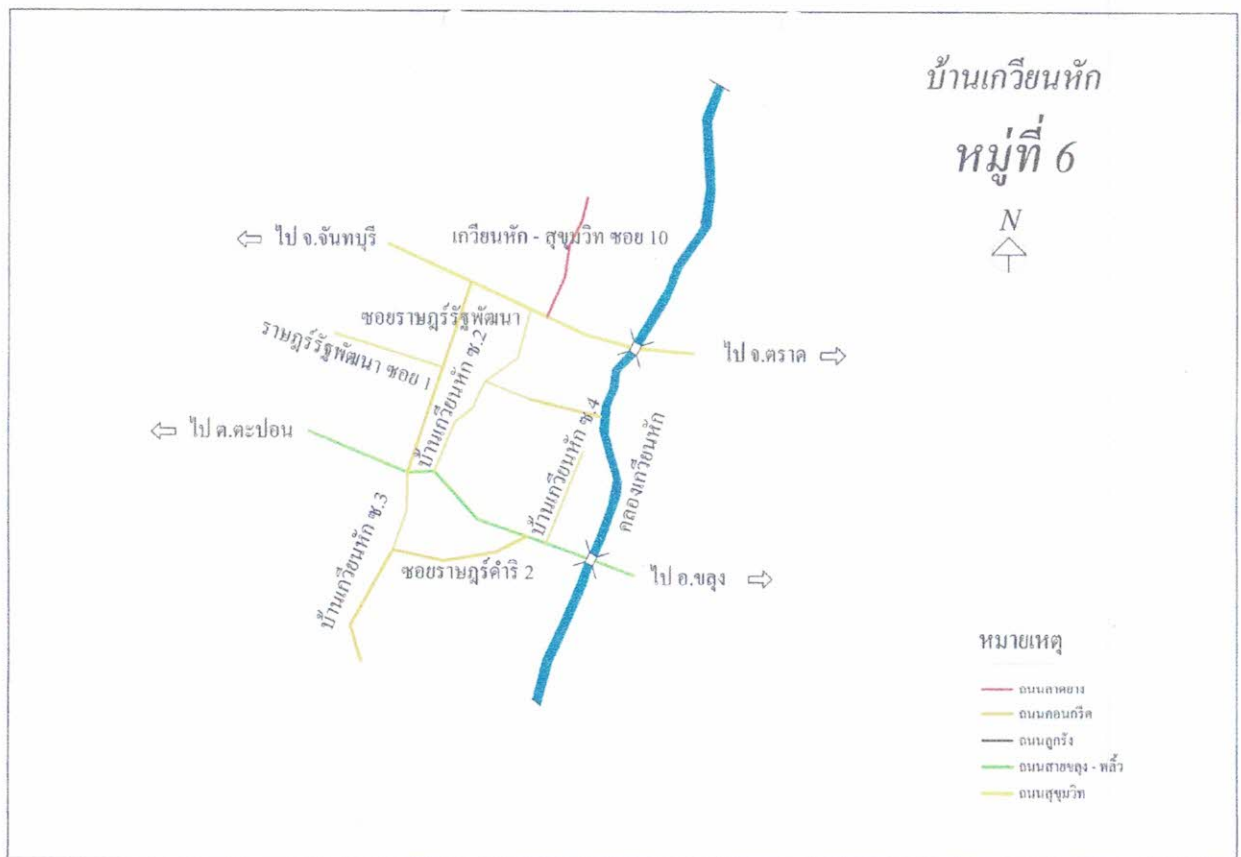 บ้านเกวียนหัก
หมู่ที่ 6
N
ไป จ.จันทบุรี
เกวียนหัก - สุขุมวิท ซอย 10
ซอยราษฎร์รัฐพัฒนา
ราษฎร์รัฐพัฒนา ซอย 1
บ้านเกวียนหัก ซ.2
ไป จ.ตราด
ไป ต.ตะปอน
บ้านเกวียนหัก ซ.4
คลองเกวียนหัก
บ้านเกวียนหัก ซ.3
ซอยราษฎร์ดำริ 2
ไป อ.ขลุง
หมายเหตุ
ถนนลาดยาง
ถนนคอนกรีต
ถนนลูกรัง
ถนนสายขลุง - พลิ้ว
ถนนสุขุมวิท